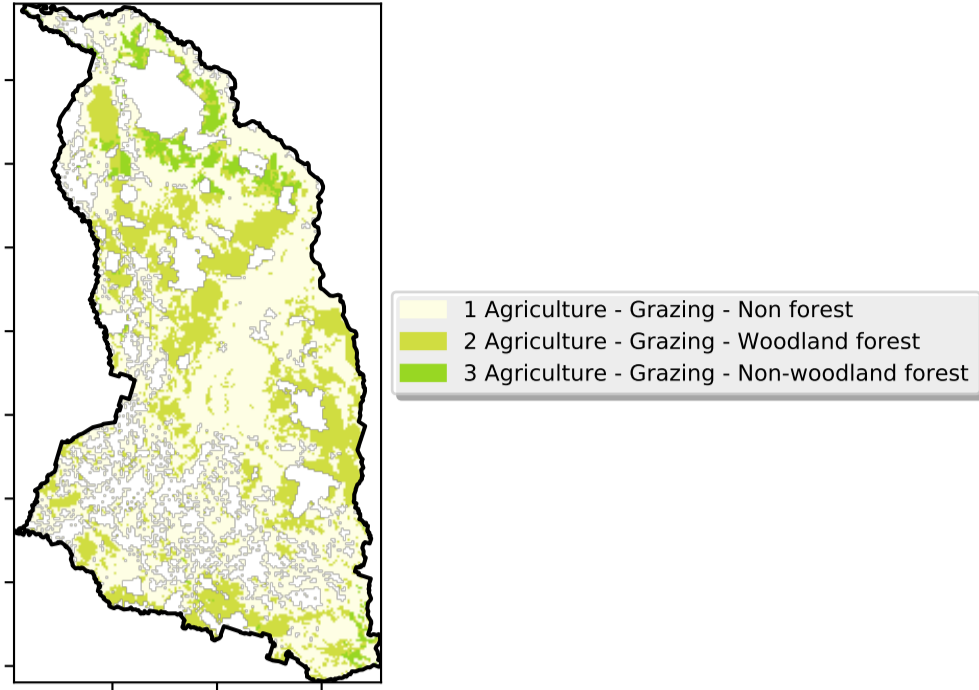 1 Agriculture - Grazing - Non forest
2 Agriculture - Grazing - Woodland forest
3 Agriculture - Grazing - Non-woodland forest